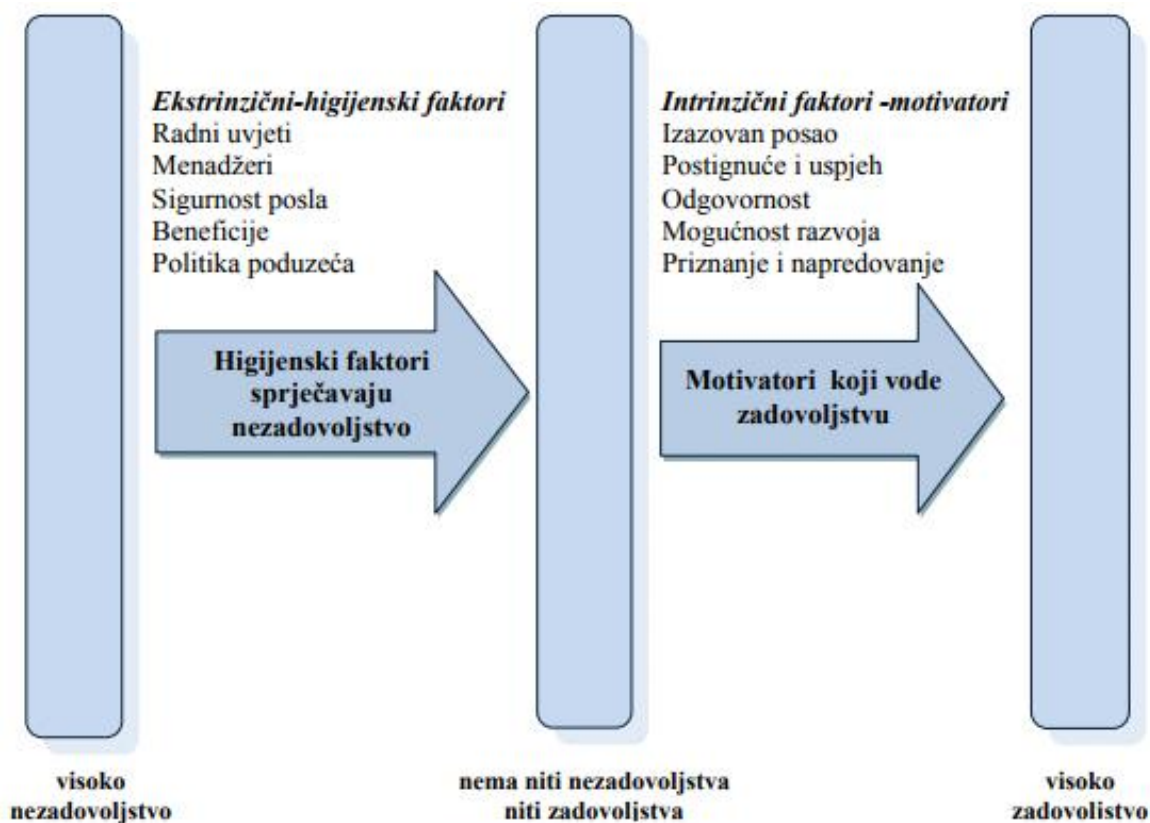 Ekstrinzični-higijenski faktori
Radni uvjeti
Menadžeri
Sigurnost posla
Beneficije
Politika poduzeća
Higijenski faktori
sprječavaju
nezadovoljstvo
Intrinzični faktori -motivatori
Izazovan posao
Postignuće i uspjeh
Odgovornost
Mogućnost razvoja
Priznanje i napredovanje
Motivatori koji vode
zadovoljstvu
visoko
nezadovoljstvo
nema niti nezadovoljstva
niti zadovoljstva
visoko
zadovoljstvo